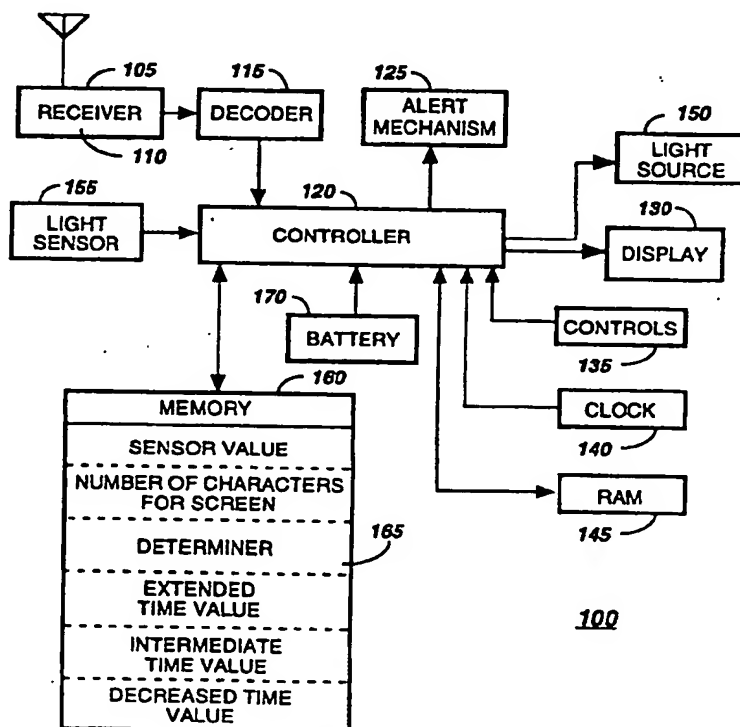 105
RECEIVER
110
115
DECODER
125
ALERT
MECHANISM
150
LIGHT
SOURCE
155
LIGHT
SENSOR
120
CONTROLLER
130
DISPLAY
170
BATTERY
CONTROLS
135
160
MEMORY
SENSOR VALUE
NUMBER OF CHARACTERS
FOR SCREEN
DETERMINER
165
EXTENDED
TIME VALUE
INTERMEDIATE
TIME VALUE
DECREASED TIME
VALUE
CLOCK
140
RAM
145
100